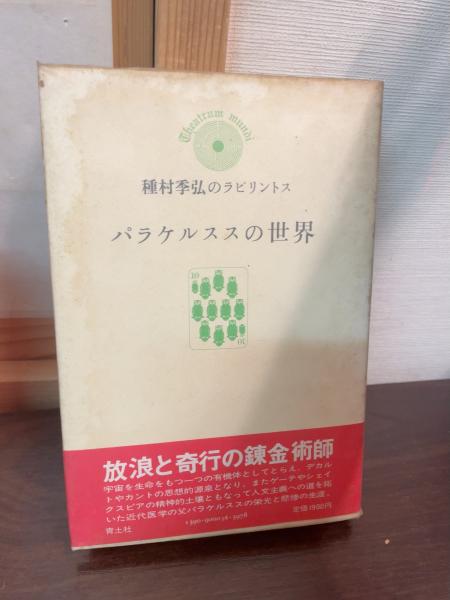 Theatrum mundi
種村季弘のラビリントス
パラケルススの世界
10
10
放浪と奇行の錬金術師
宇宙を生命をもつ一つの有機体としてとらえ、デカル
トやカントの思想的源泉となり、またゲーテやシェイ
クスピアの精神的土壌ともなって人文主義への道を拓
いた近代医学の父パラケルススの栄光と悲惨の生涯。
青土社
1390-900034-3978
定価1900円